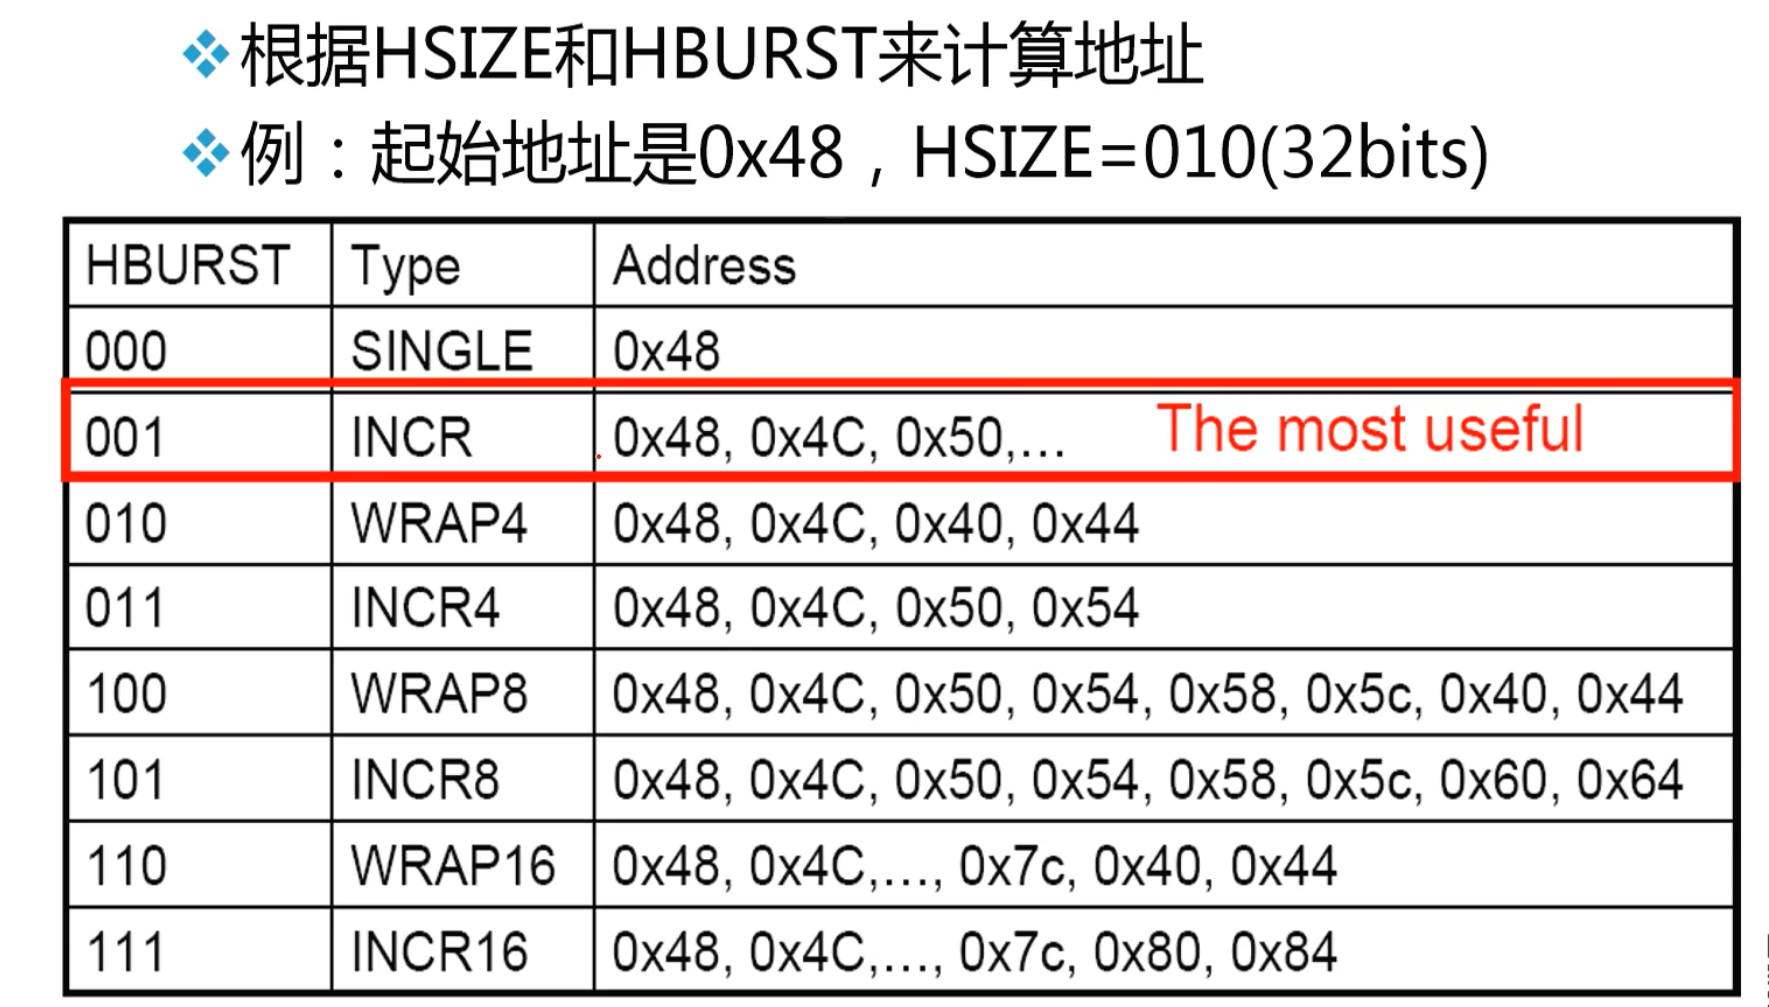 根据HSIZE和HBURST来计算地址
例：起始地址是0x48，HSIZE=010(32bits)
HBURST Type Address
000 SINGLE 0x48
001 INCR 0x48, 0x4C, 0x50,... The most useful
010 WRAP4 0x48, 0x4C, 0x40, 0x44
011 INCR4 0x48, 0x4C, 0x50, 0x54
100 WRAP8 0x48, 0x4C, 0x50, 0x54, 0x58, 0x5c, 0x40, 0x44
101 INCR8 0x48, 0x4C, 0x50, 0x54, 0x58, 0x5c, 0x60, 0x64
110 WRAP16 0x48, 0x4C,..., 0x7c, 0x40, 0x44
111 INCR16 0x48, 0x4C,..., 0x7c, 0x80, 0x84